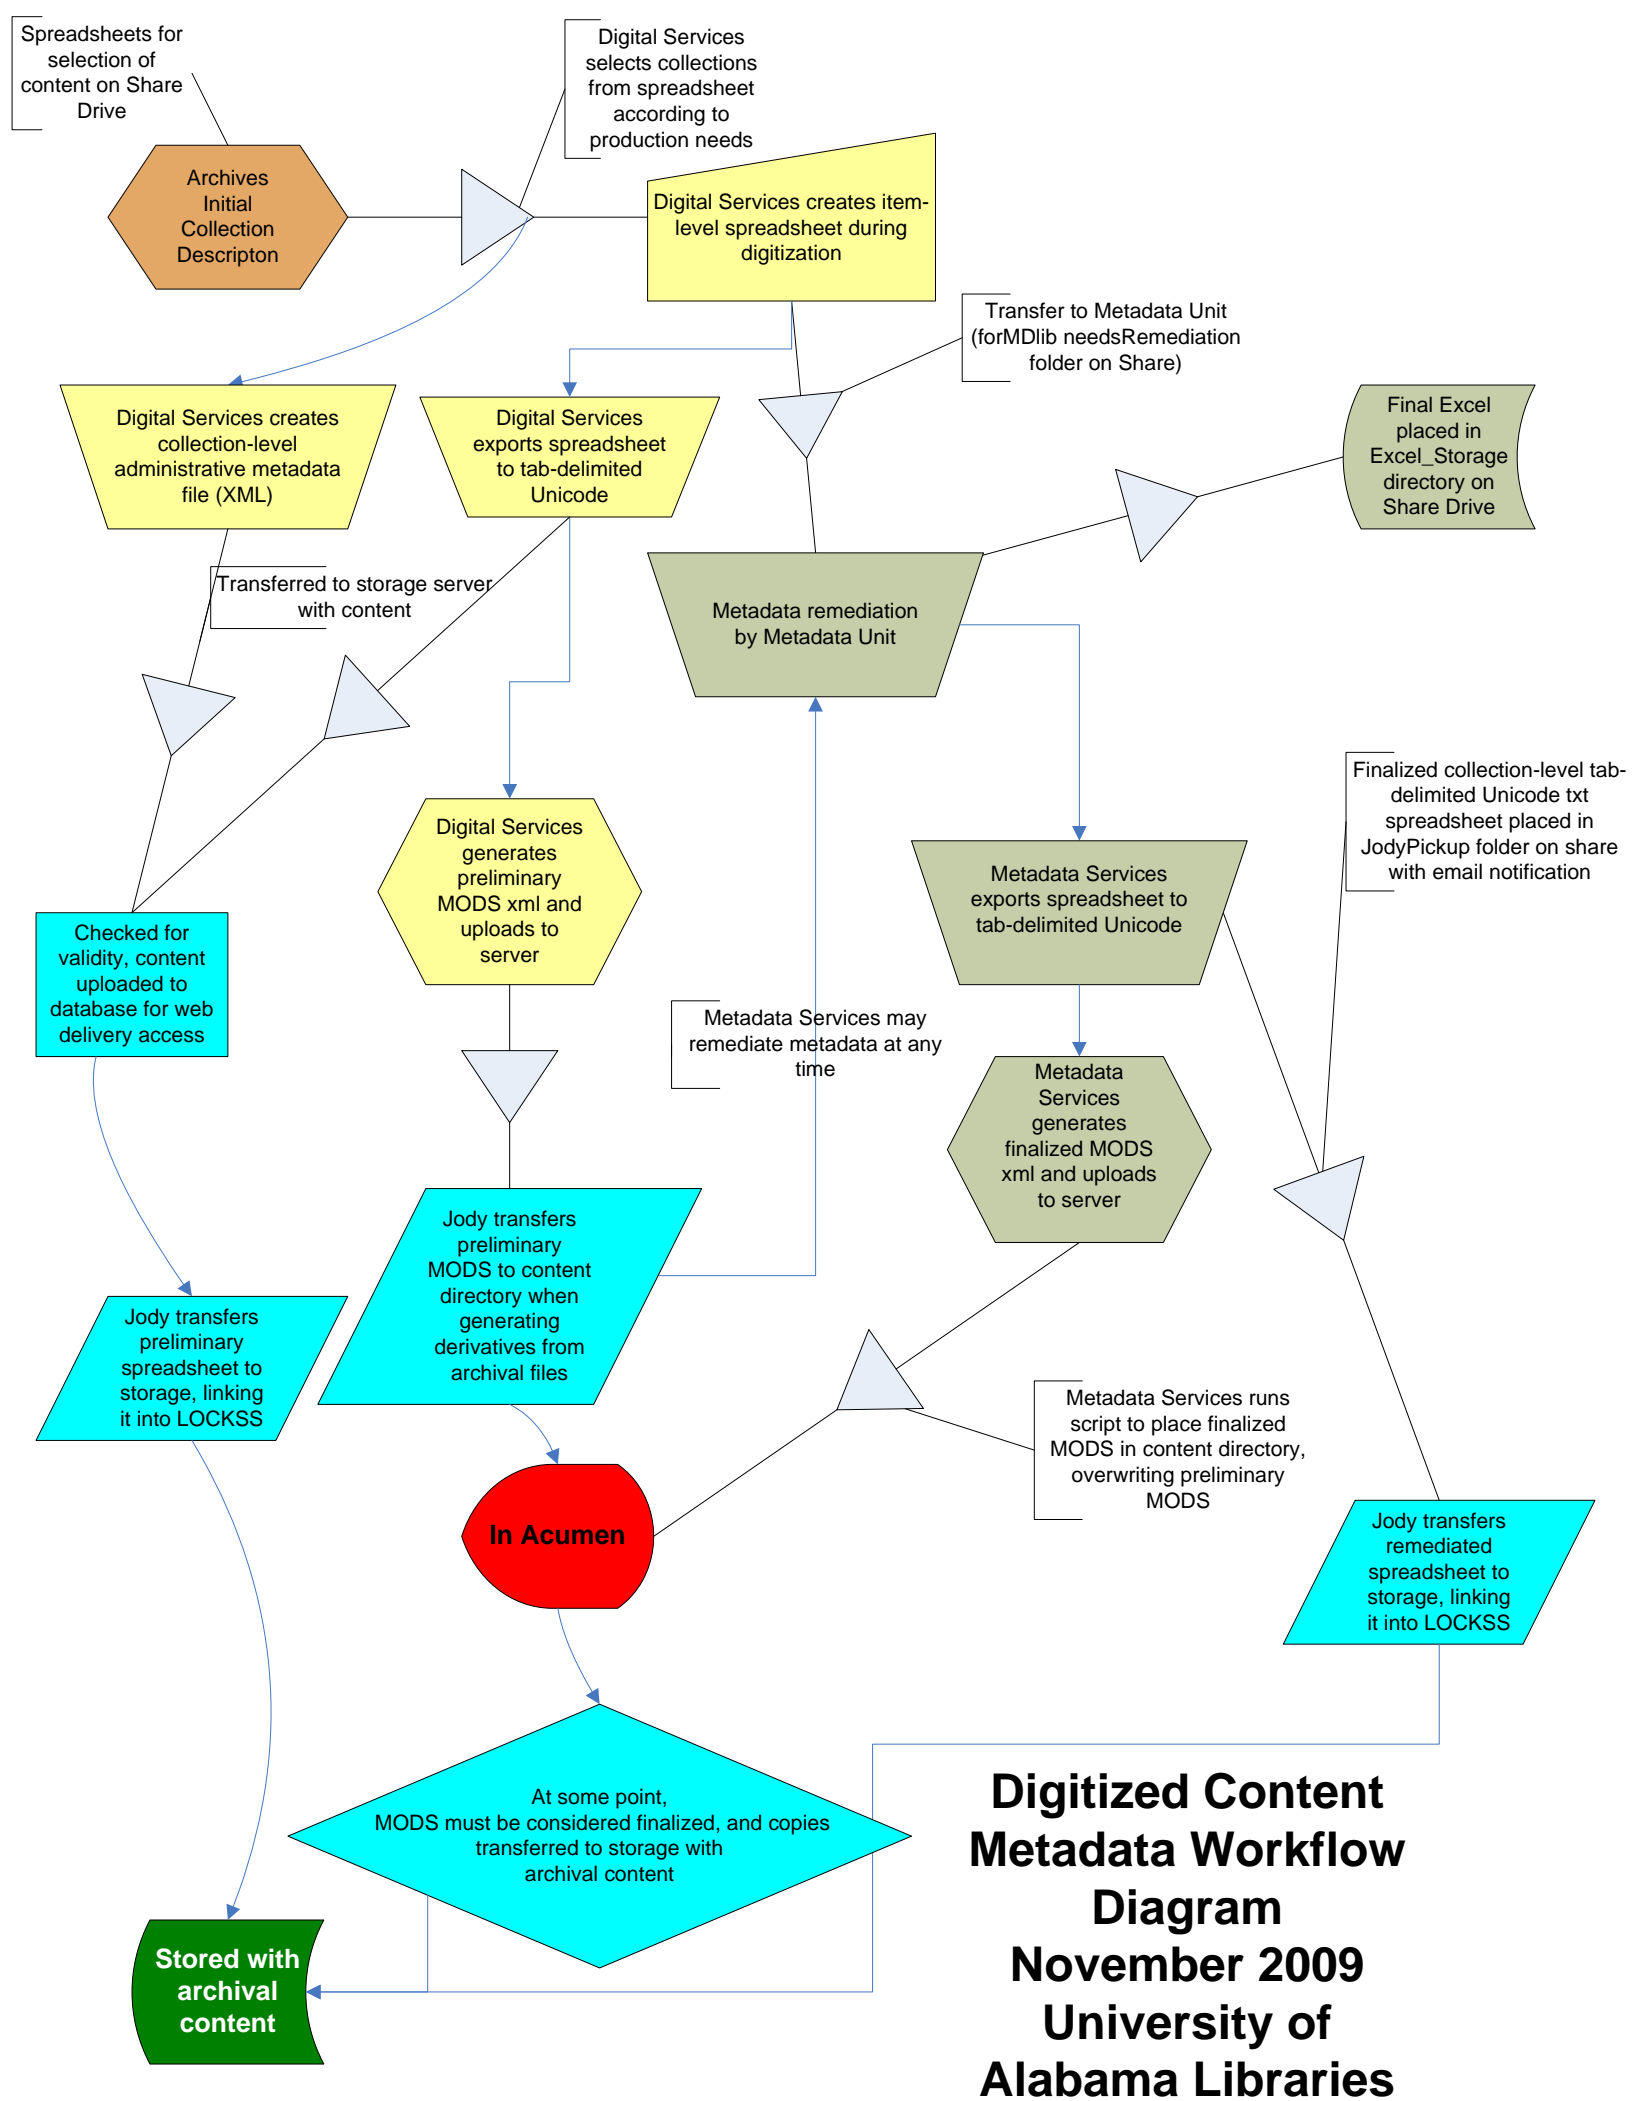 Spreadsheets for
selection of
content on Share
Drive
Digital Services
selects collections
from spreadsheet
according to
production needs
Archives
Initial
Collection
Descripton
Digital Services creates item-
level spreadsheet during
digitization
Transfer to Metadata Unit
(forMDlib needsRemediation
folder on Share)
Digital Services creates
collection-level
administrative metadata
file (XML)
Digital Services
exports spreadsheet
to tab-delimited
Unicode
Final Excel
placed in
Excel_Storage
directory on
Share Drive
Transferred to storage server
with content
Metadata remediation
by Metadata Unit
Finalized collection-level tab-
delimited Unicode txt
spreadsheet placed in
JodyPickup folder on share
with email notification
Digital Services
generates
preliminary
MODS xml and
uploads to
server
Metadata Services
exports spreadsheet to
tab-delimited Unicode
Checked for
validity, content
uploaded to
database for web
delivery access
Metadata Services may
remediate metadata at any
time
Metadata
Services
generates
finalized MODS
xml and uploads
to server
Jody transfers
preliminary
MODS to content
directory when
generating
derivatives from
archival files
Jody transfers
preliminary
spreadsheet to
storage, linking
it into LOCKSS
Metadata Services runs
script to place finalized
MODS in content directory,
overwriting preliminary
MODS
In Acumen
Jody transfers
remediated
spreadsheet to
storage, linking
it into LOCKSS
At some point,
MODS must be considered finalized, and copies
transferred to storage with
archival content
Stored with
archival
content
Digitized Content
Metadata Workflow
Diagram
November 2009
University of
Alabama Libraries